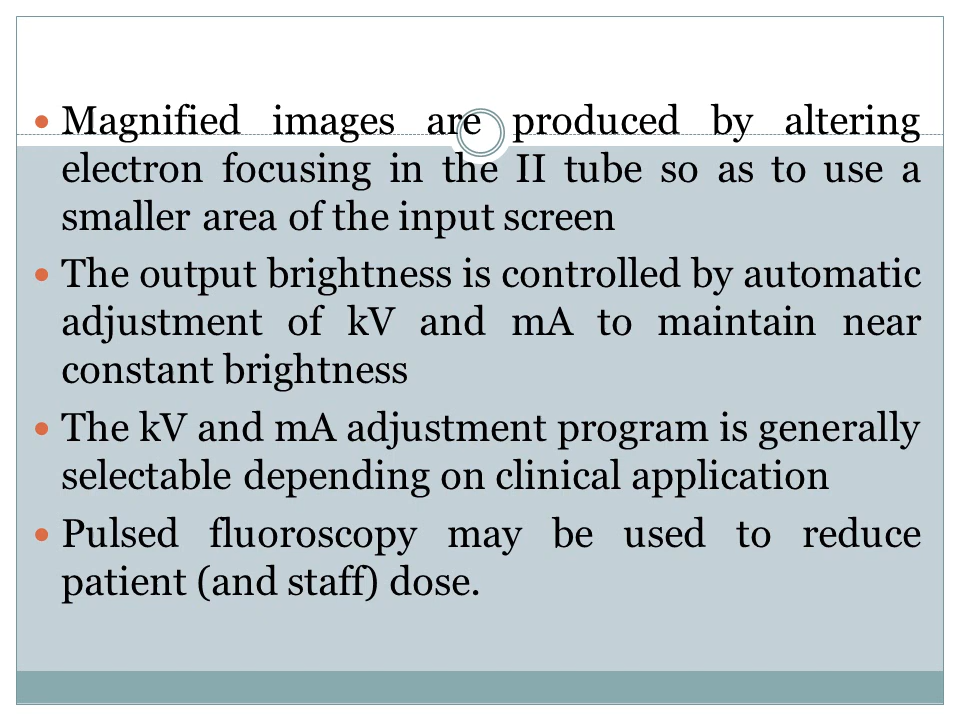 Magnified images are produced by altering
electron focusing in the II tube so as to use a
smaller area of the input screen
The output brightness is controlled by automatic
adjustment of kV and mA to maintain near
constant brightness
The kV and mA adjustment program is generally
selectable depending on clinical application
Pulsed fluoroscopy may be used to reduce
patient (and staff) dose.